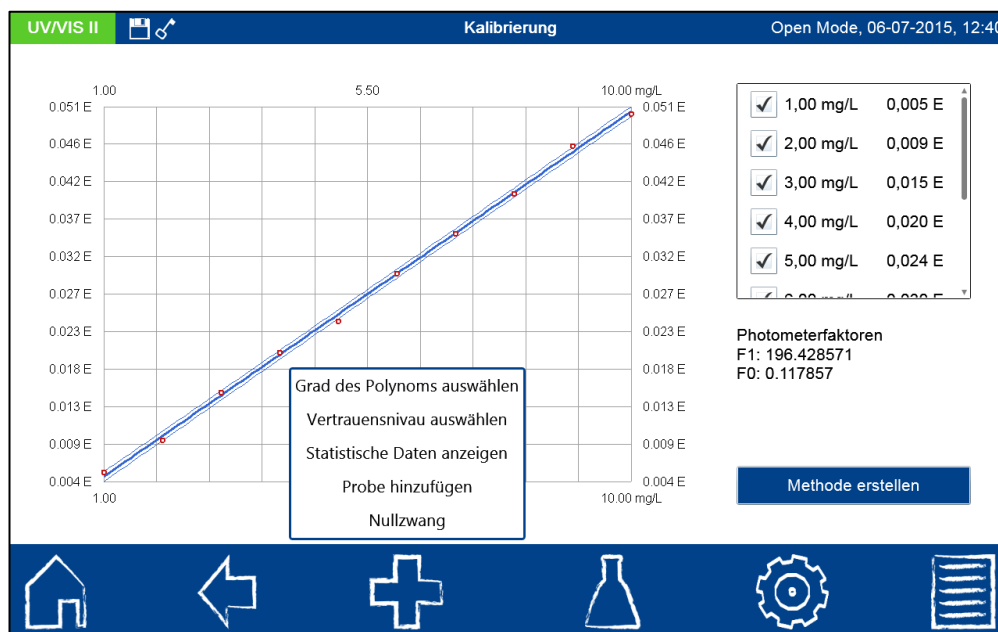 UV/VIS II Kalibrierung Open Mode, 06-07-2015, 12:40
1.00 5.50 10.00 mg/L
0.051 E 0.051 E
0.046 E 0.046 E
0.042 E 0.042 E
0.037 E 0.037 E
0.032 E 0.032 E
0.027 E 0.027 E
0.023 E 0.023 E
0.018 E 0.018 E
0.013 E 0.013 E
0.009 E 0.009 E
0.004 E 0.004 E
1.00 10.00 mg/L
Grad des Polynoms auswählen
Vertrauensnivau auswählen
Statistische Daten anzeigen
Probe hinzufügen
Nullzwang
1,00 mg/L 0,005 E
2,00 mg/L 0,009 E
3,00 mg/L 0,015 E
4,00 mg/L 0,020 E
5,00 mg/L 0,024 E
Photometerfaktoren
F1: 196.428571
F0: 0.117857
Methode erstellen